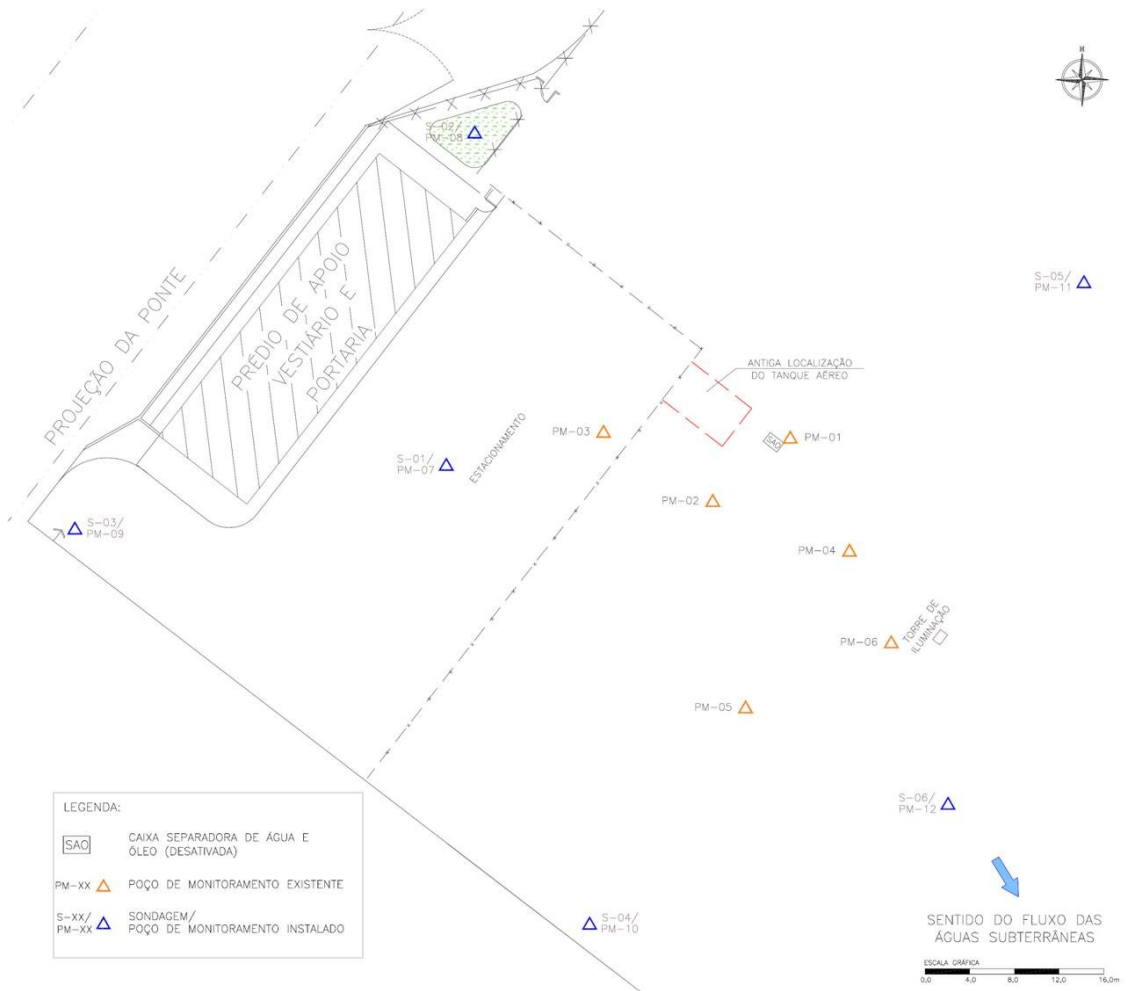 N
S-02/
PM-08
S-05/
PM-11
PROJEÇÃO DA PONTE
PRÉDIO DE APOIO
VESTIÁRIO E
PORTARIA
ANTIGA LOCALIZAÇÃO
DO TANQUE AÉREO
PM-03
SAO
PM-01
S-01/
PM-07
ESTACIONAMENTO
PM-02
S-03/
PM-09
PM-04
PM-06
TORRE DE
ILUMINAÇÃO
PM-05
S-06/
PM-12
LEGENDA:
SAO
CAIXA SEPARADORA DE ÁGUA E
ÓLEO (DESATIVADA)
PM-XX
POÇO DE MONITORAMENTO EXISTENTE
S-XX/
PM-XX
SONDAGEM/
POÇO DE MONITORAMENTO INSTALADO
S-04/
PM-10
SENTIDO DO FLUXO DAS
ÁGUAS SUBTERRÂNEAS
ESCALA GRÁFICA
0,0 4,0 8,0 12,0 16,0m